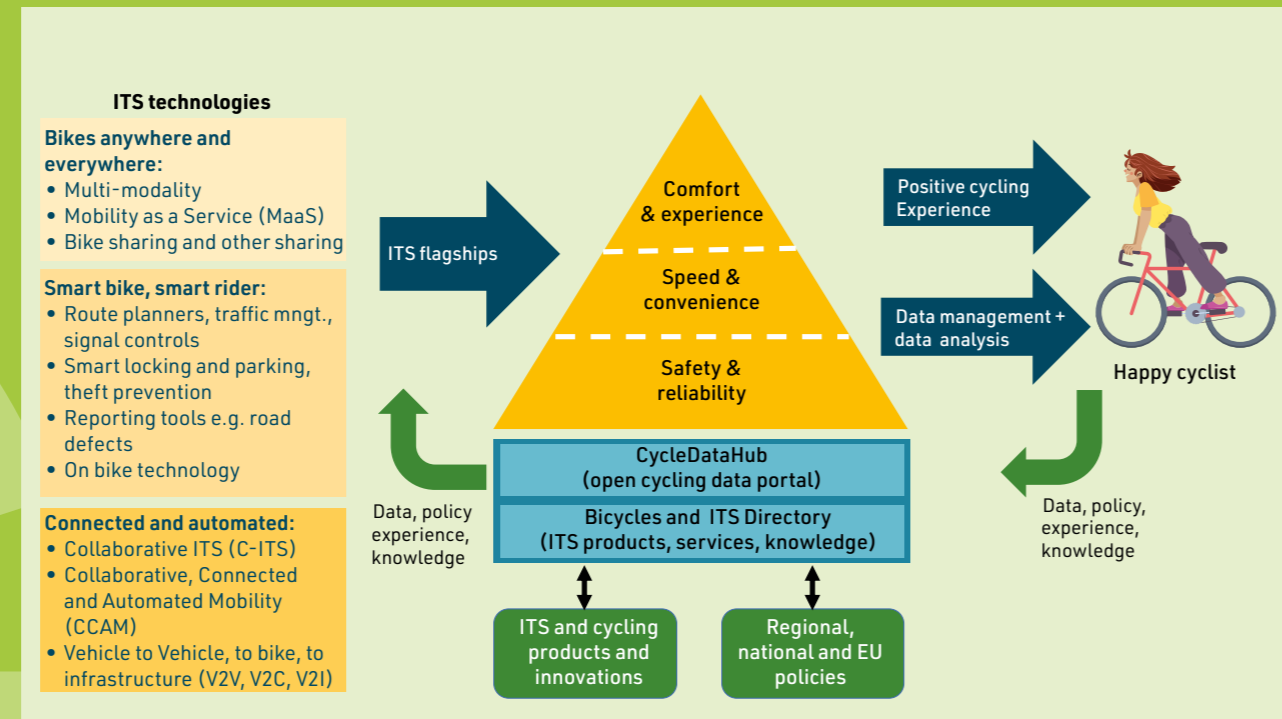 ITS technologies
Bikes anywhere and
everywhere:
• Multi-modality
• Mobility as a Service (MaaS)
• Bike sharing and other sharing
Smart bike, smart rider:
• Route planners, traffic mngt.,
signal controls
• Smart locking and parking,
theft prevention
• Reporting tools e.g. road
defects
• On bike technology
Connected and automated:
• Collaborative ITS (C-ITS)
• Collaborative, Connected
and Automated Mobility
(CCAM)
• Vehicle to Vehicle, to bike, to
infrastructure (V2V, V2C, V2I)
ITS flagships
Data, policy
experience,
knowledge
Comfort
& experience
Speed &
convenience
Safety &
reliability
CycleDataHub
(open cycling data portal)
Bicycles and ITS Directory
(ITS products, services, knowledge)
ITS and cycling
products and
innovations
Regional,
national and EU
policies
Positive cycling
Experience
Data management +
data analysis
Happy cyclist
Data, policy,
experience,
knowledge